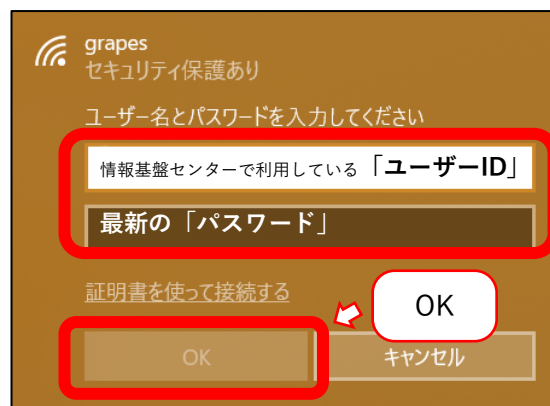 grapes
セキュリティ保護あり
ユーザー名とパスワードを入力してください
情報基盤センターで利用している「ユーザーID」
最新の「パスワード」
証明書を使って接続する
OK
OK
キャンセル